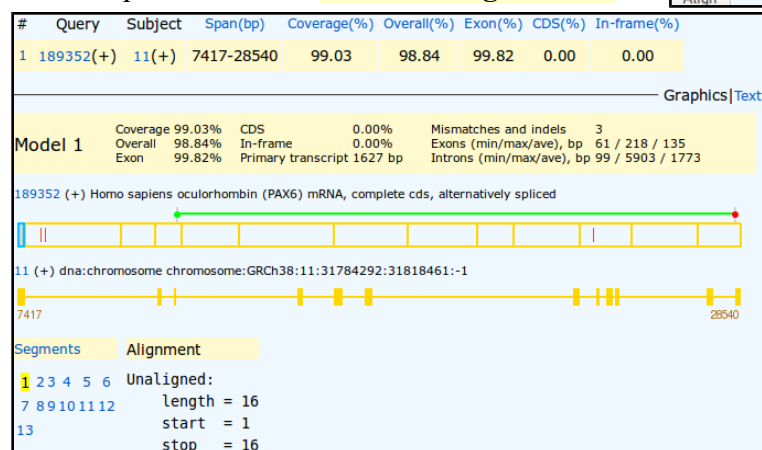 Align
# Query Subject Span(bp) Coverage(%) Overall(%) Exon(%) CDS(%) In-frame(%)
1 189352(+) 11(+) 7417-28540 99.03 98.84 99.82 0.00 0.00
Graphics|Text
Model 1
Coverage 99.03% CDS 0.00% Mismatches and indels 3
Overall 98.84% In-frame 0.00% Exons (min/max/ave), bp 61 / 218 / 135
Exon 99.82% Primary transcript 1627 bp Introns (min/max/ave), bp 99 / 5903 / 1773
189352 (+) Homo sapiens oculorhombin (PAX6) mRNA, complete cds, alternatively spliced
11 (+) dna:chromosome chromosome:GRCh38:11:31784292:31818461:-1
7417 28540
Segments Alignment
1 2 3 4 5 6 Unaligned:
7 8 9 10 11 12 length = 16
13 start = 1
stop = 16